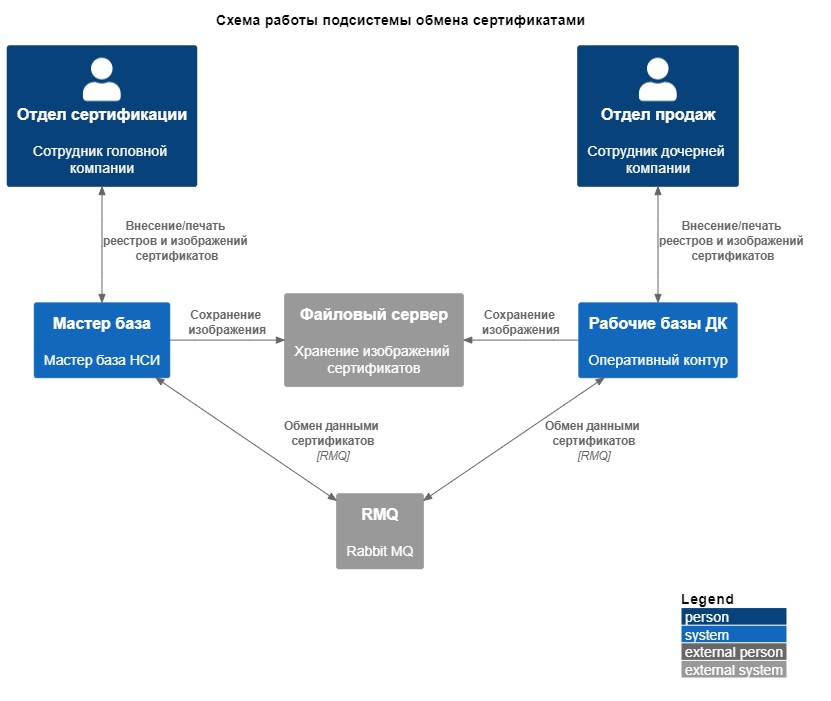 Схема работы подсистемы обмена сертификатами
Отдел сертификации
Сотрудник головной
компании
Отдел продаж
Сотрудник дочерней
компании
Внесение/печать
реестров и изображений
сертификатов
Внесение/печать
реестров и изображений
сертификатов
Мастер база
Мастер база НСИ
Сохранение
изображения
Файловый сервер
Хранение изображений
сертификатов
Сохранение
изображения
Рабочие базы ДК
Оперативный контур
Обмен данными
сертификатов
[RMQ]
Обмен данными
сертификатов
[RMQ]
RMQ
Rabbit MQ
Legend
person
system
external person
external system